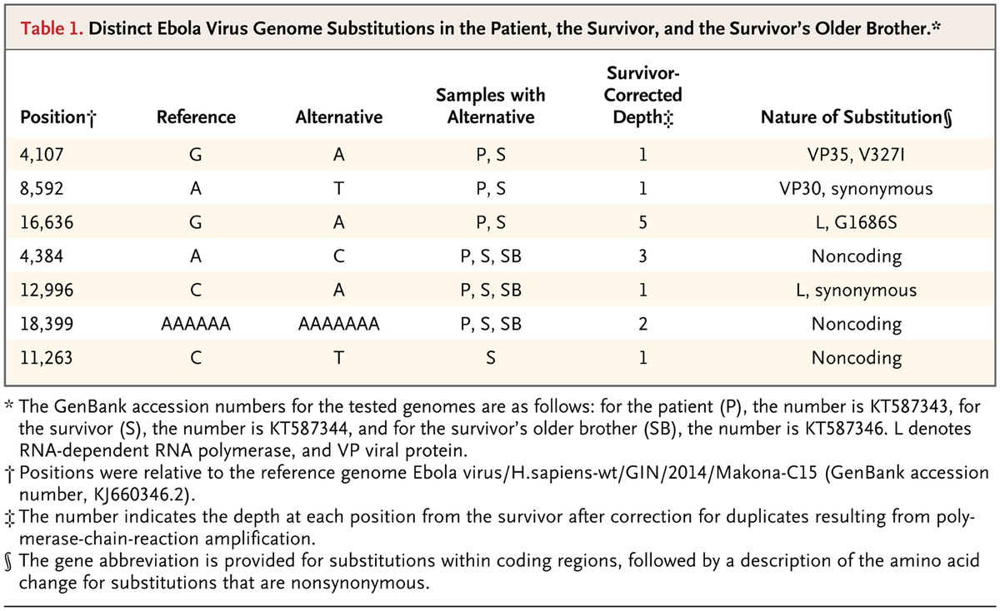 Table 1. Distinct Ebola Virus Genome Substitutions in the Patient, the Survivor, and the Survivor's Older Brother.*
Position† Reference Alternative Samples with Alternative Survivor-Corrected Depth‡ Nature of Substitution§
4,107 G A P, S 1 VP35, V327I
8,592 A T P, S 1 VP30, synonymous
16,636 G A P, S 5 L, G1686S
4,384 A C P, S, SB 3 Noncoding
12,996 C A P, S, SB 1 L, synonymous
18,399 AAAAAA AAAAAAA P, S, SB 2 Noncoding
11,263 C T S 1 Noncoding
* The GenBank accession numbers for the tested genomes are as follows: for the patient (P), the number is KT587343, for
the survivor (S), the number is KT587344, and for the survivor's older brother (SB), the number is KT587346. L denotes
RNA-dependent RNA polymerase, and VP viral protein.
† Positions were relative to the reference genome Ebola virus/H.sapiens-wt/GIN/2014/Makona-C15 (GenBank accession
number, KJ660346.2).
‡ The number indicates the depth at each position from the survivor after correction for duplicates resulting from poly-
merase-chain-reaction amplification.
§ The gene abbreviation is provided for substitutions within coding regions, followed by a description of the amino acid
change for substitutions that are nonsynonymous.